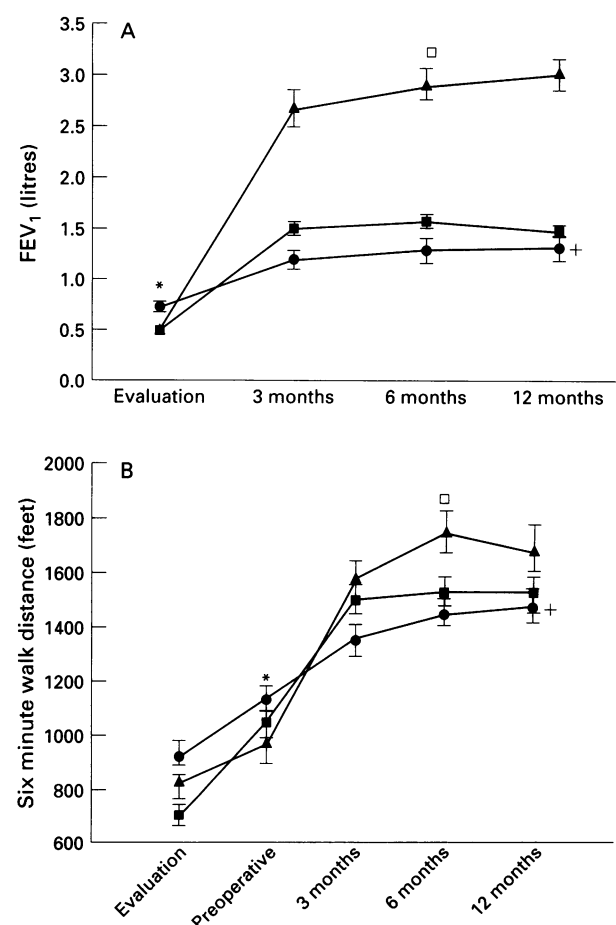 A
FEV1 (litres)
3.5
3.0
2.5
2.0
1.5
1.0
0.5
0.0
*
+
Evaluation 3 months 6 months 12 months
B
Six minute walk distance (feet)
2000
1800
1600
1400
1200
1000
800
600
*
+
Evaluation
Preoperative
3 months
6 months
12 months